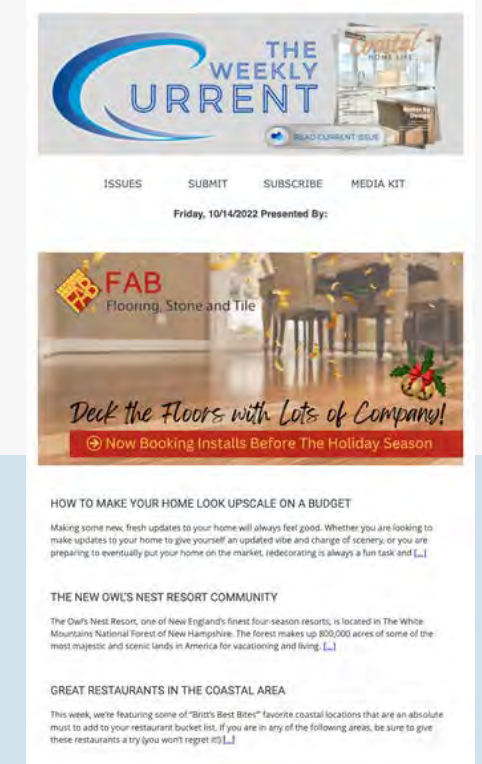 THE
WEEKLY
CURRENT
Coastal
HOME LIFE
READ CURRENT ISSUE
ISSUES SUBMIT SUBSCRIBE MEDIA KIT
Friday, 10/14/2022 Presented By:
FAB
FAB
Flooring, Stone and Tile
Deck the Floors with Lots of Company!
Now Booking Installs Before The Holiday Season
HOW TO MAKE YOUR HOME LOOK UPSCALE ON A BUDGET
Making some new, fresh updates to your home will always feel good. Whether you are looking to
make updates to your home to give yourself an updated vibe and change of scenery, or you are
preparing to eventually put your home on the market, redecorating is always a fun task and [...]
THE NEW OWL'S NEST RESORT COMMUNITY
The Owl's Nest Resort, one of New England's finest four-season resorts, is located in The White
Mountains National Forest of New Hampshire. The forest makes up 800,000 acres of some of the
most majestic and scenic lands in America for vacationing and living. [...]
GREAT RESTAURANTS IN THE COASTAL AREA
This week, we're featuring some of "Britt's Best Bites'" favorite coastal locations that are an absolute
must to add to your restaurant bucket list. If you are in any of the following areas, be sure to give
these restaurants a try (you won't regret it!) [...]